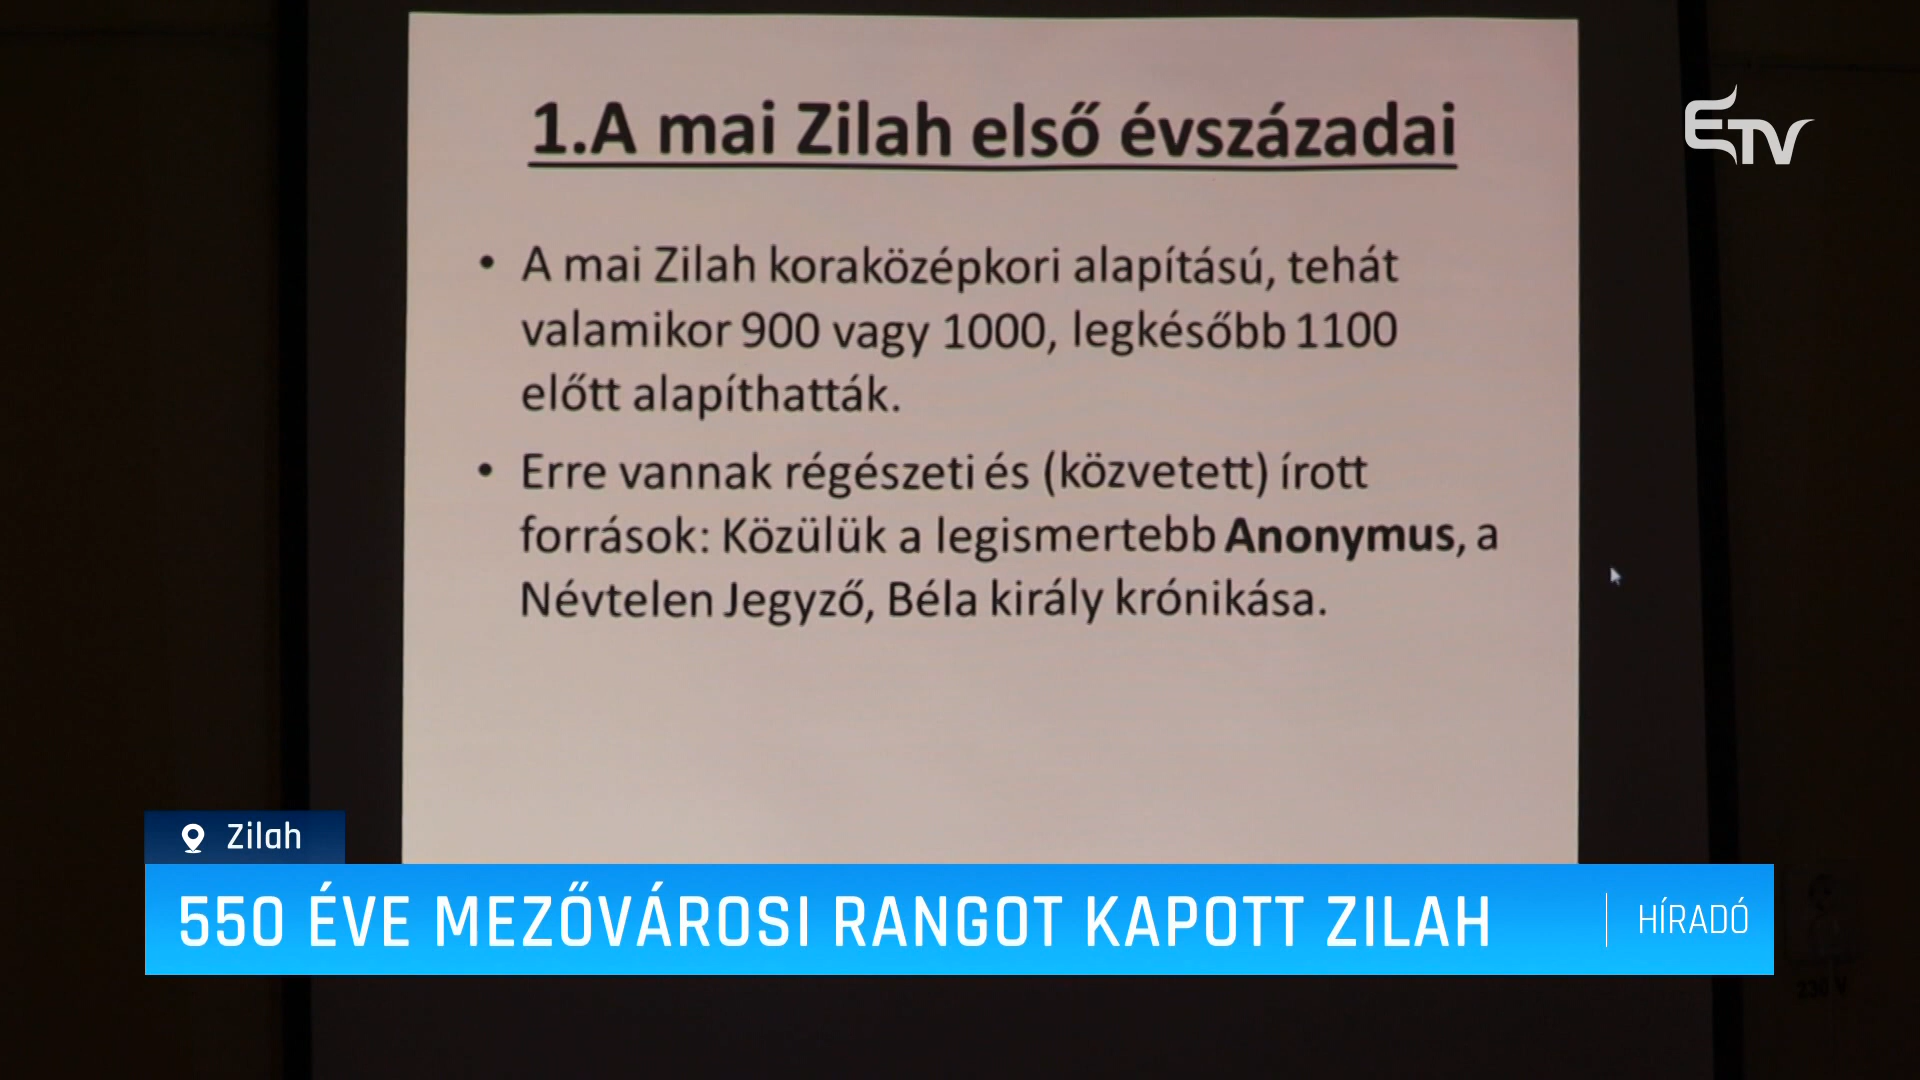 1.A mai Zilah első évszázadai
• A mai Zilah koraközépkori alapítású, tehát
valamikor 900 vagy 1000, legkésőbb 1100
előtt alapíthatták.
• Erre vannak régészeti és (közvetett) írott
források: Közülük a legismertebb Anonymus, a
Névtelen Jegyző, Béla király krónikása.
ETV
Zilah
550 ÉVE MEZŐVÁROSI RANGOT KAPOTT ZILAH
HÍRADÓ
230 V